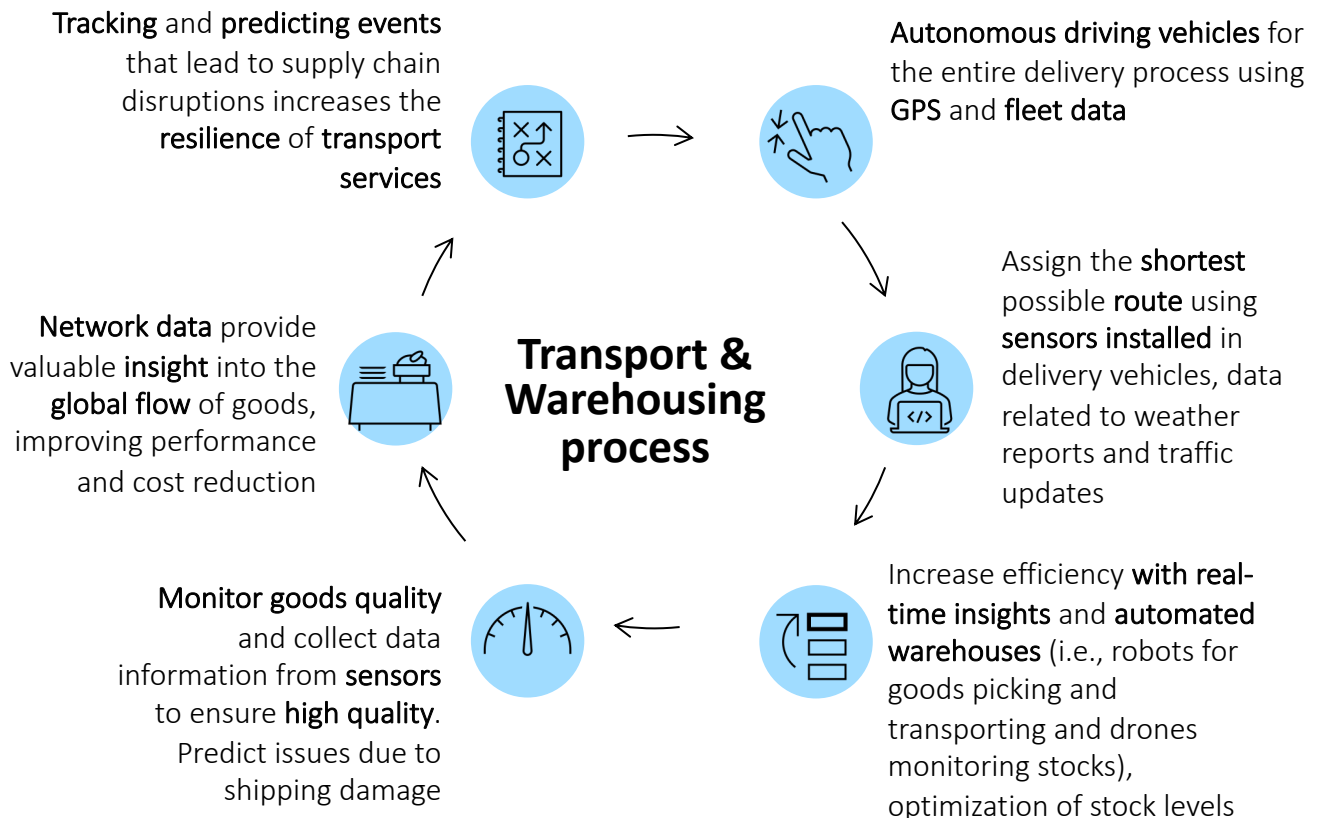 Tracking and predicting events
that lead to supply chain
disruptions increases the
resilience of transport
services
Autonomous driving vehicles for
the entire delivery process using
GPS and fleet data
Assign the shortest
possible route using
sensors installed in
delivery vehicles, data
related to weather
reports and traffic
updates
Increase efficiency with real-
time insights and automated
warehouses (i.e., robots for
goods picking and
transporting and drones
monitoring stocks),
optimization of stock levels
Monitor goods quality
and collect data
information from sensors
to ensure high quality.
Predict issues due to
shipping damage
Network data provide
valuable insight into the
global flow of goods,
improving performance
and cost reduction
Transport &
Warehousing
process
</>